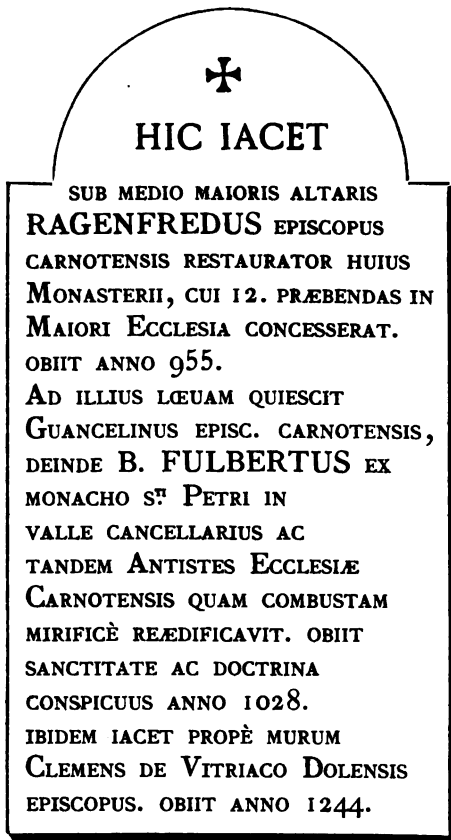 HIC IACET
SUB MEDIO MAIORIS ALTARIS
RAGENFREDUS EPISCOPUS
CARNOTENSIS RESTAURATOR HUIUS
MONASTERII, CUI 12. PRÆBENDAS IN
MAIORI ECCLESIA CONCESSERAT.
OBIIT ANNO 955.
AD ILLIUS LŒUAM QUIESCIT
GUANCELINUS EPISC. CARNOTENSIS,
DEINDE B. FULBERTUS EX
MONACHO S.TI PETRI IN
VALLE CANCELLARIUS AC
TANDEM ANTISTES ECCLESIÆ
CARNOTENSIS QUAM COMBUSTAM
MIRIFICÈ REÆDIFICAVIT. OBIIT
SANCTITATE AC DOCTRINA
CONSPICUUS ANNO 1028.
IBIDEM IACET PROPÈ MURUM
CLEMENS DE VITRIACO DOLENSIS
EPISCOPUS. OBIIT ANNO 1244.